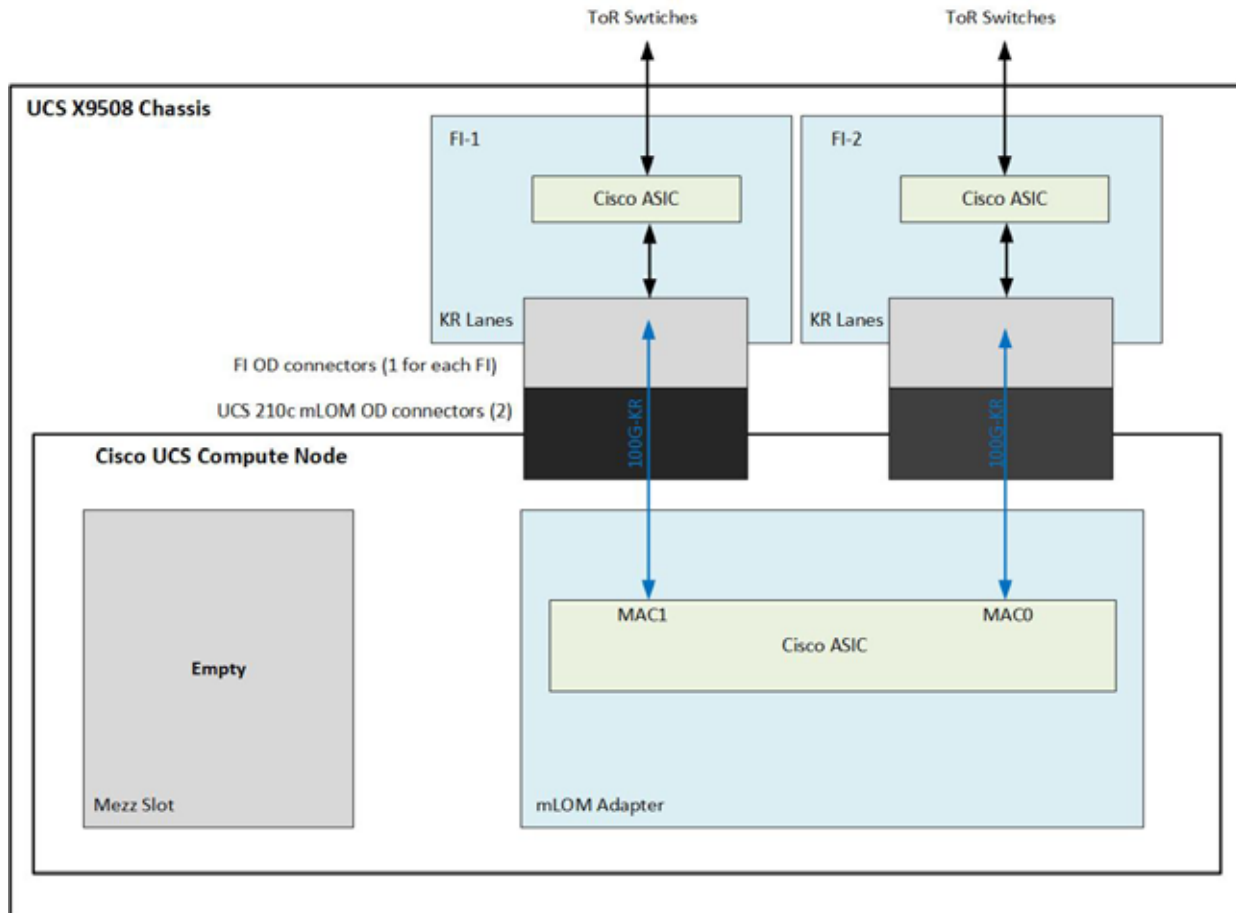 ToR Swtiches
ToR Switches
UCS X9508 Chassis
FI-1
FI-2
Cisco ASIC
Cisco ASIC
KR Lanes
KR Lanes
FI OD connectors (1 for each FI)
UCS 210c mLOM OD connectors (2)
100G-KR
100G-KR
Cisco UCS Compute Node
MAC1
MAC0
Cisco ASIC
Empty
Mezz Slot
mLOM Adapter